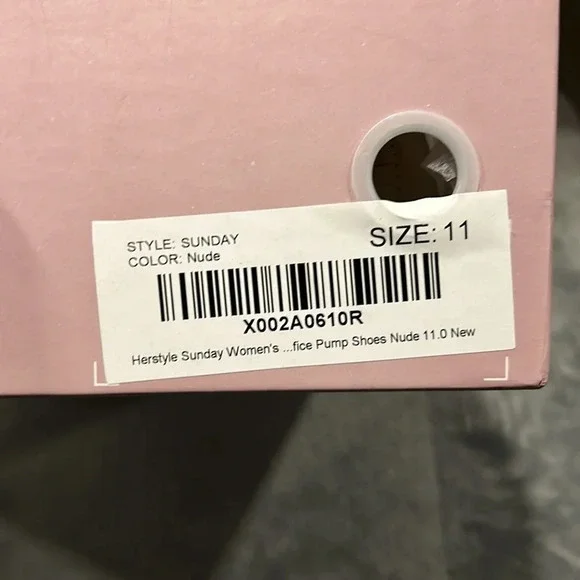 STYLE: SUNDAY
COLOR: Nude
SIZE: 11
X002A0610R
Herstyle Sunday Women's ...fice Pump Shoes Nude 11.0 New